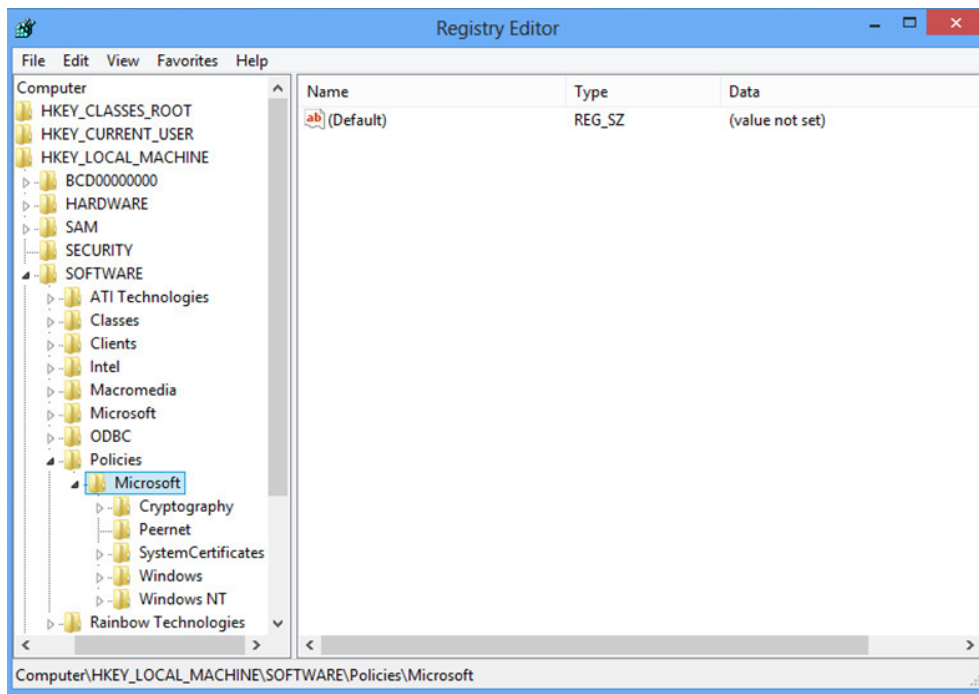 Registry Editor
File Edit View Favorites Help
Computer
HKEY_CLASSES_ROOT
HKEY_CURRENT_USER
HKEY_LOCAL_MACHINE
BCD00000000
HARDWARE
SAM
SECURITY
SOFTWARE
ATI Technologies
Classes
Clients
Intel
Macromedia
Microsoft
ODBC
Policies
Microsoft
Cryptography
Peernet
SystemCertificates
Windows
Windows NT
Rainbow Technologies
Name Type Data
ab (Default) REG_SZ (value not set)
Computer\HKEY_LOCAL_MACHINE\SOFTWARE\Policies\Microsoft